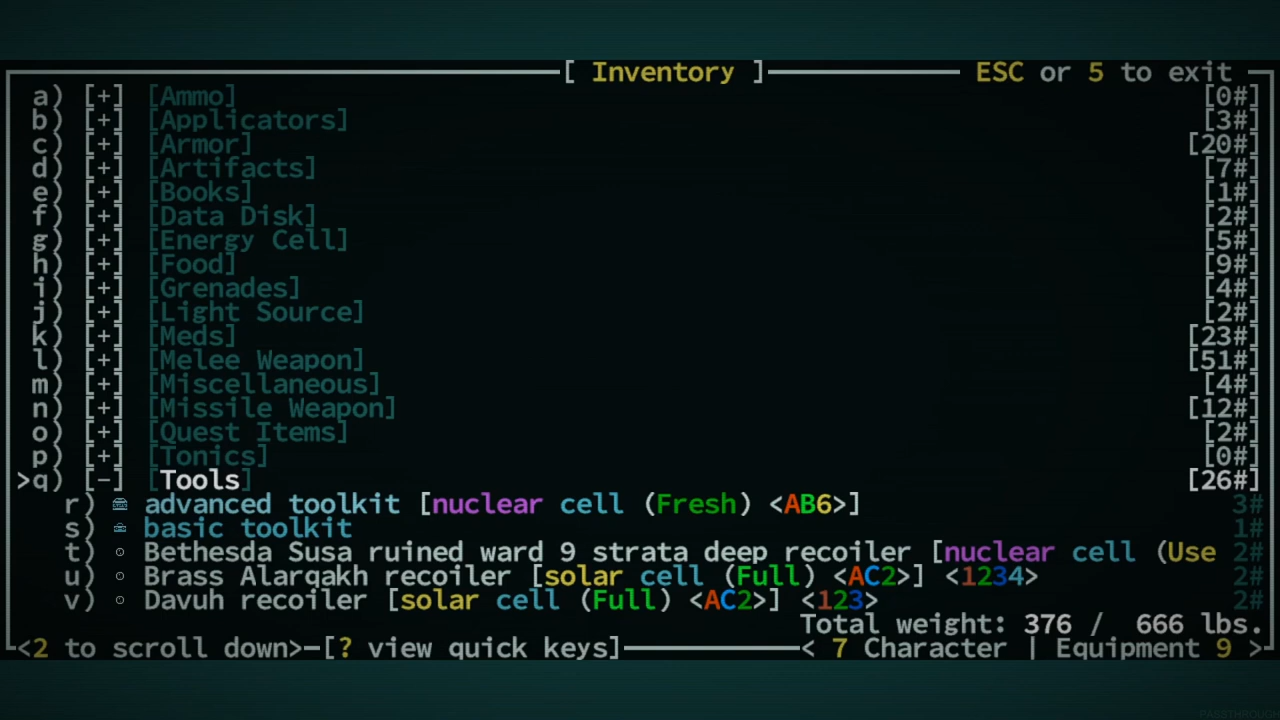 [ Inventory ] ESC or 5 to exit
a) [+] [Ammo] [0#]
b) [+] [Applicators] [3#]
c) [+] [Armor] [20#]
d) [+] [Artifacts] [7#]
e) [+] [Books] [1#]
f) [+] [Data Disk] [2#]
g) [+] [Energy Cell] [5#]
h) [+] [Food] [9#]
i) [+] [Grenades] [4#]
j) [+] [Light Source] [2#]
k) [+] [Meds] [23#]
l) [+] [Melee Weapon] [51#]
m) [+] [Miscellaneous] [4#]
n) [+] [Missile Weapon] [12#]
o) [+] [Quest Items] [2#]
p) [+] [Tonics] [0#]
>q) [-] [Tools] [26#]
r) advanced toolkit [nuclear cell (Fresh) <AB6>] 3#
s) basic toolkit 1#
t) Bethesda Susa ruined ward 9 strata deep recoiler [nuclear cell (Use 2#
u) Brass Alarqakh recoiler [solar cell (Full) <AC2>] <1234> 2#
v) Davuh recoiler [solar cell (Full) <AC2>] <123> 2#
Total weight: 376 / 666 lbs.
<2 to scroll down> [? view quick keys] < 7 Character | Equipment 9 >